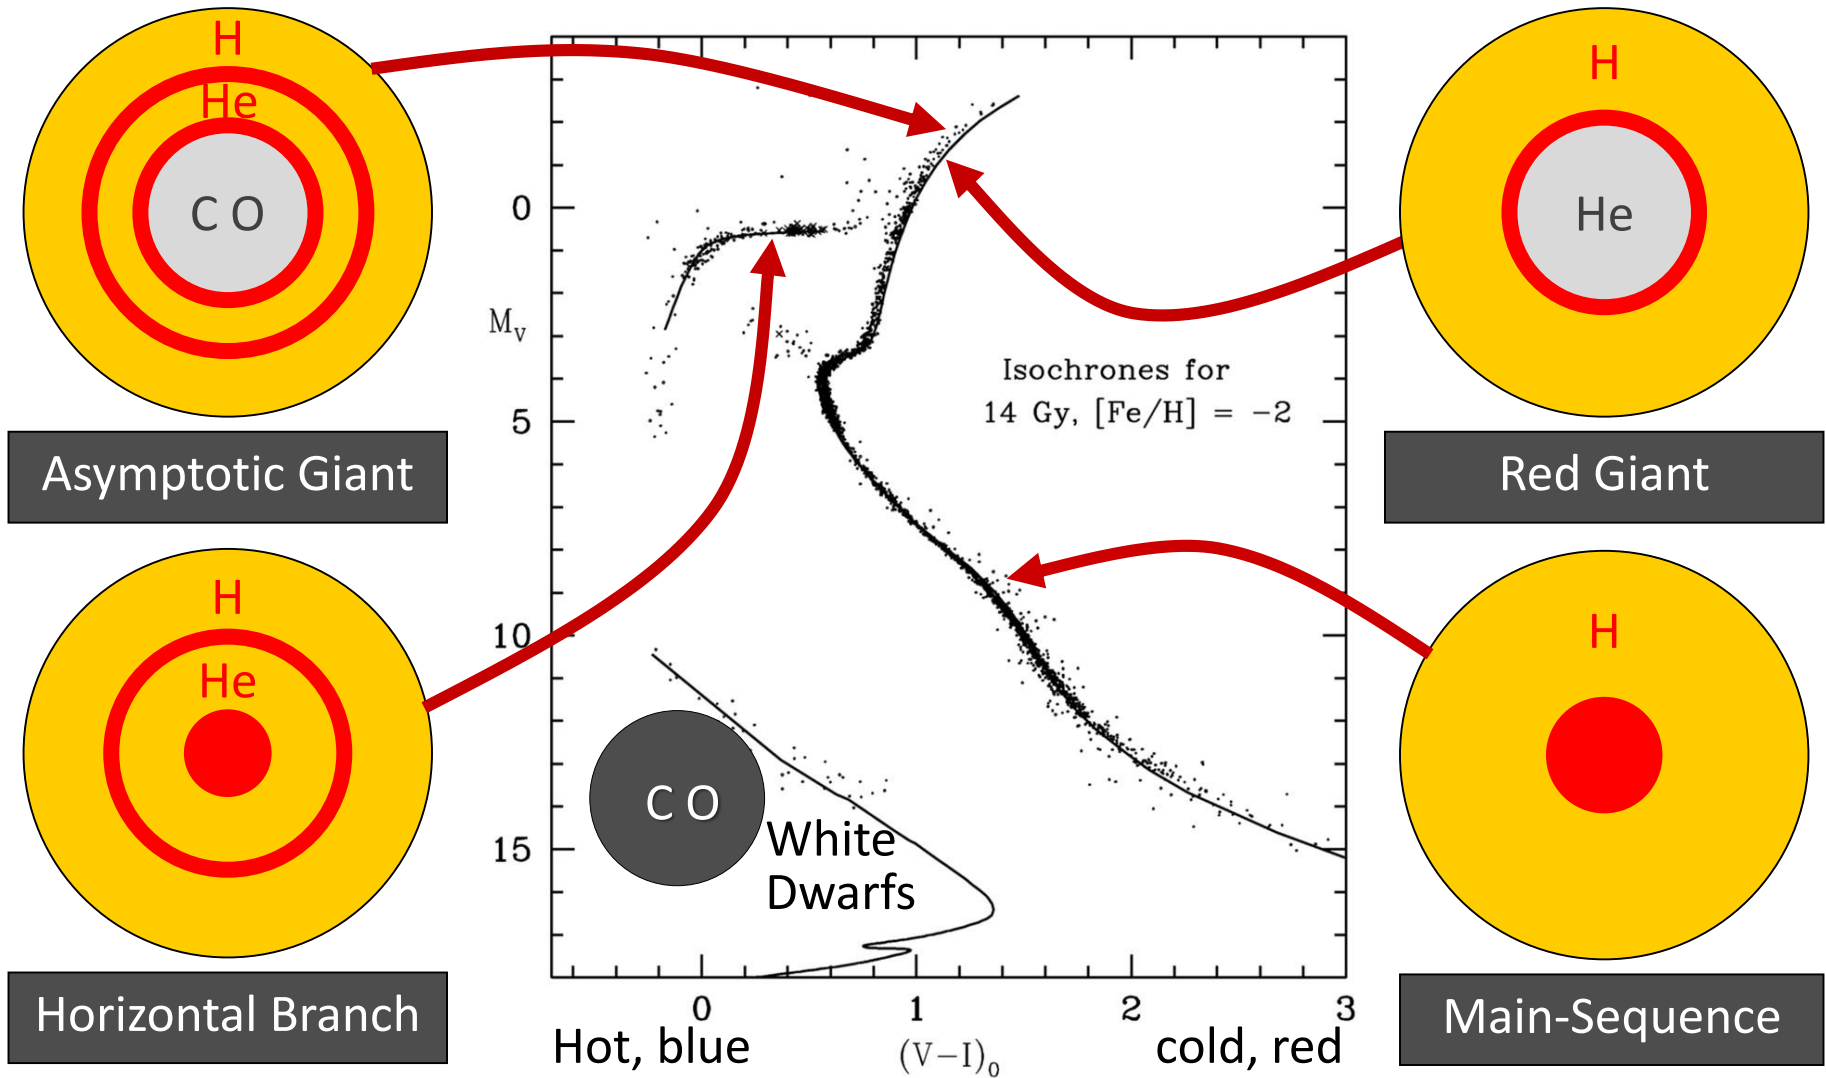 H
He
C O
Asymptotic Giant
H
He
Horizontal Branch
0
5
10
15
M_V
Isochrones for
14 Gy, [Fe/H] = -2
C O
White
Dwarfs
0 1 2 3
Hot, blue
(V-I)₀
cold, red
H
He
Red Giant
H
Main-Sequence